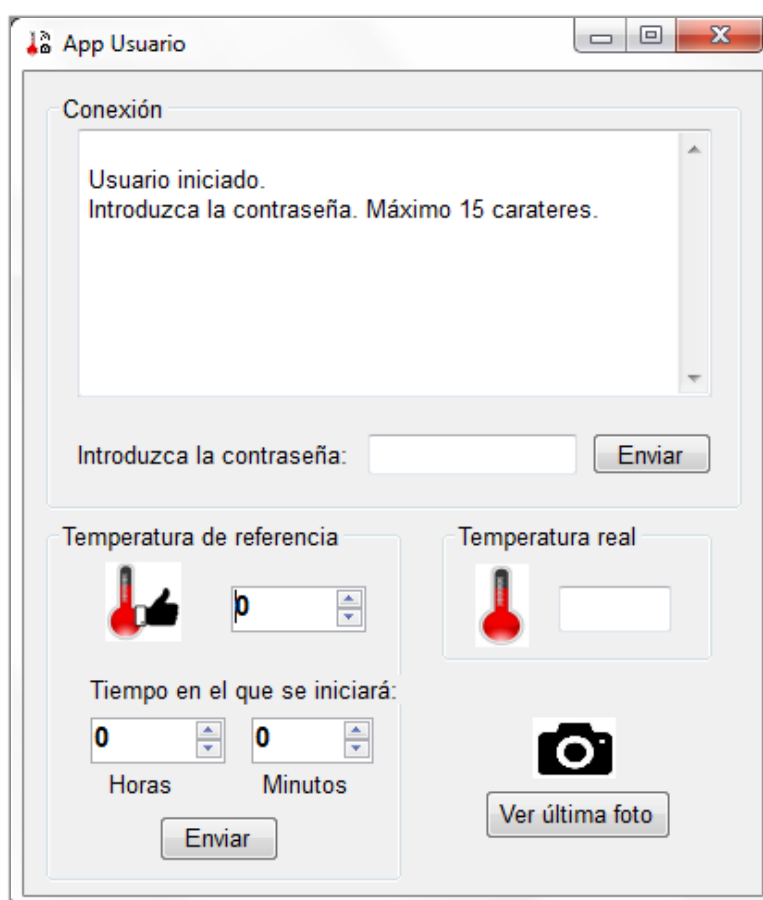 App Usuario
Conexión
Usuario iniciado.
Introduzca la contraseña. Máximo 15 carateres.
Introduzca la contraseña:
Enviar
Temperatura de referencia
0
Tiempo en el que se iniciará:
0 0
Horas Minutos
Enviar
Temperatura real
Ver última foto